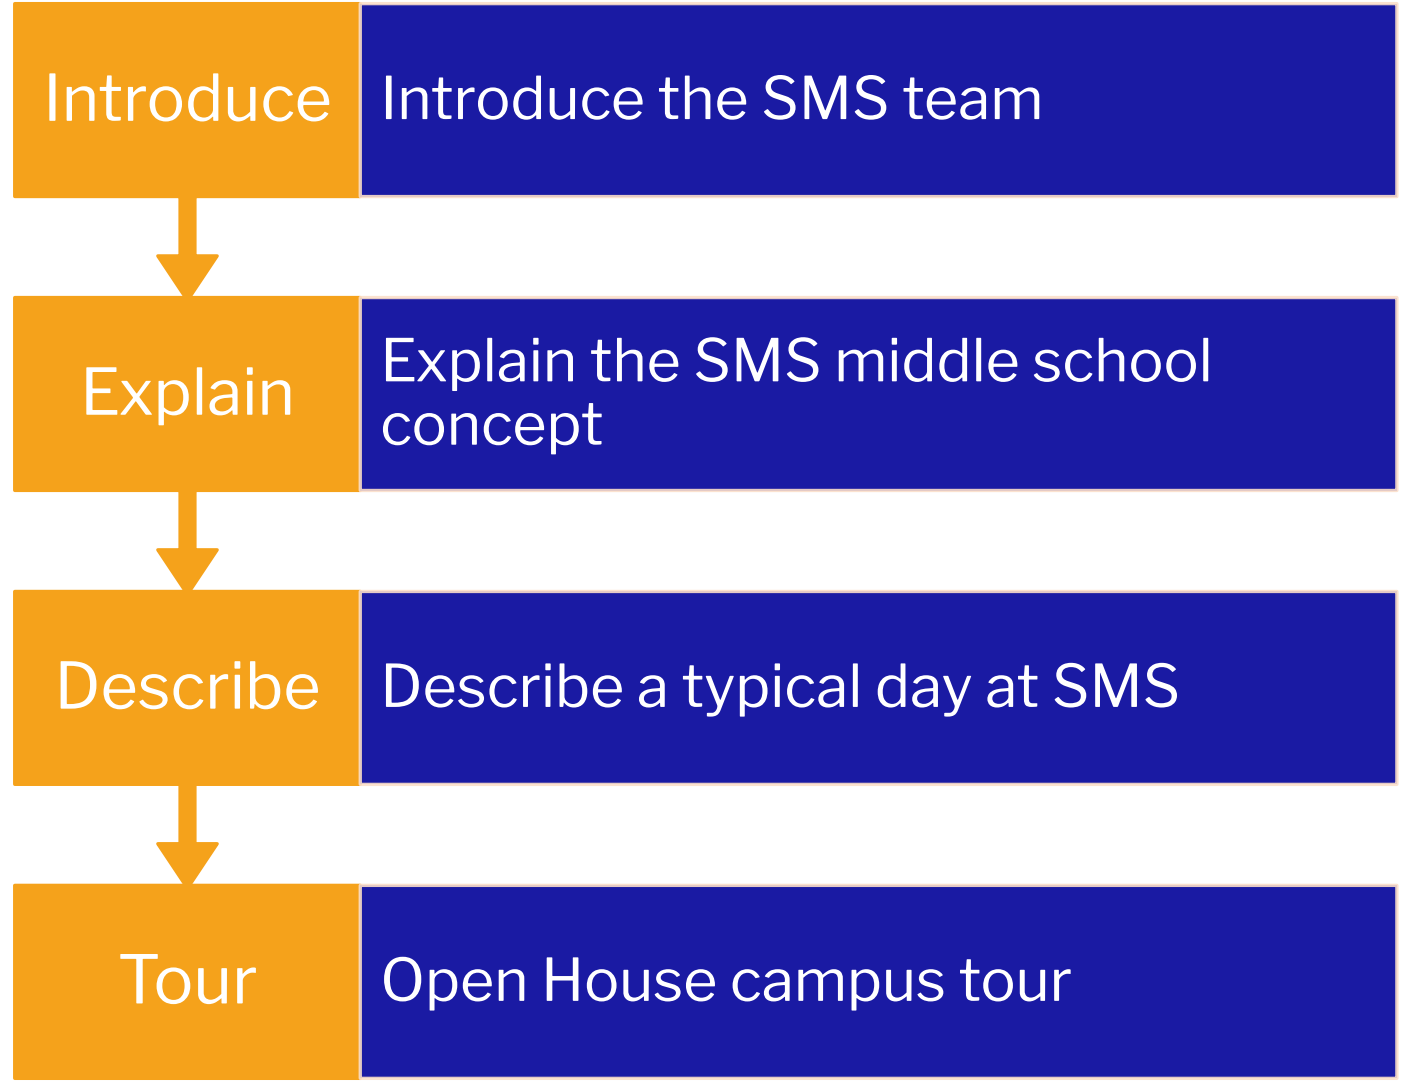 Introduce
Introduce the SMS team
Explain
Explain the SMS middle school
concept
Describe
Describe a typical day at SMS
Tour
Open House campus tour